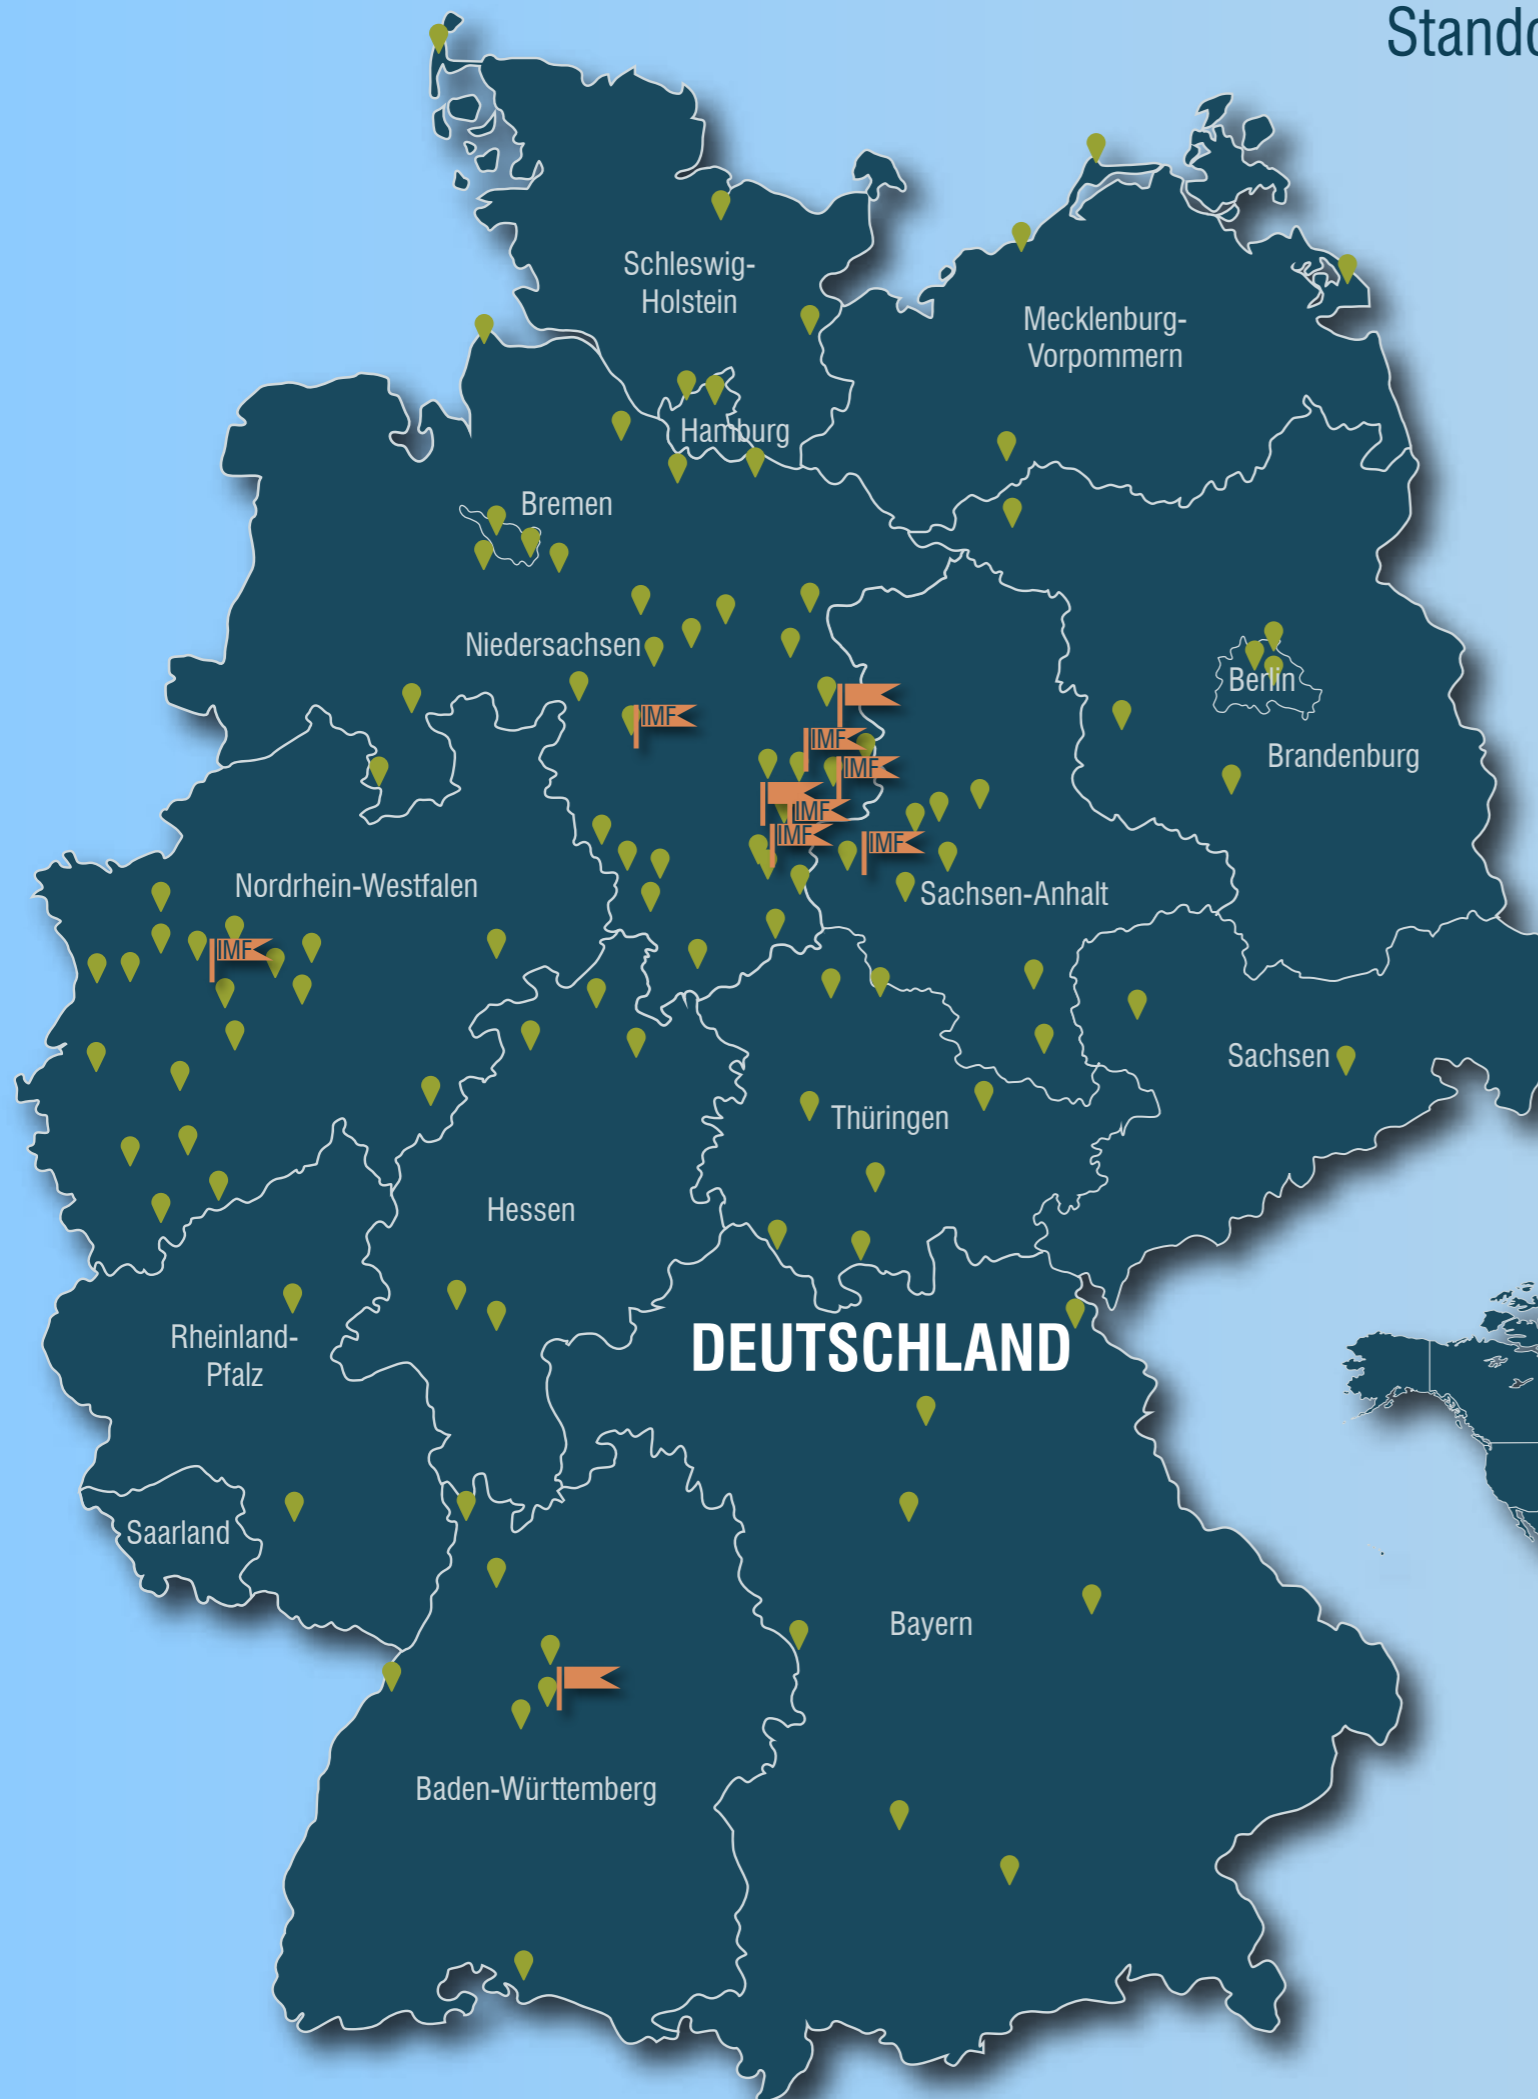 Stando
Schleswig-
Holstein
Mecklenburg-
Vorpommern
Hamburg
Bremen
Niedersachsen
Berlin
IMF
IMF
Brandenburg
IMF
IMF
IMF
IMF
Nordrhein-Westfalen
Sachsen-Anhalt
IMF
Sachsen
Thüringen
Hessen
Rheinland-
Pfalz
DEUTSCHLAND
Saarland
Bayern
Baden-Württemberg